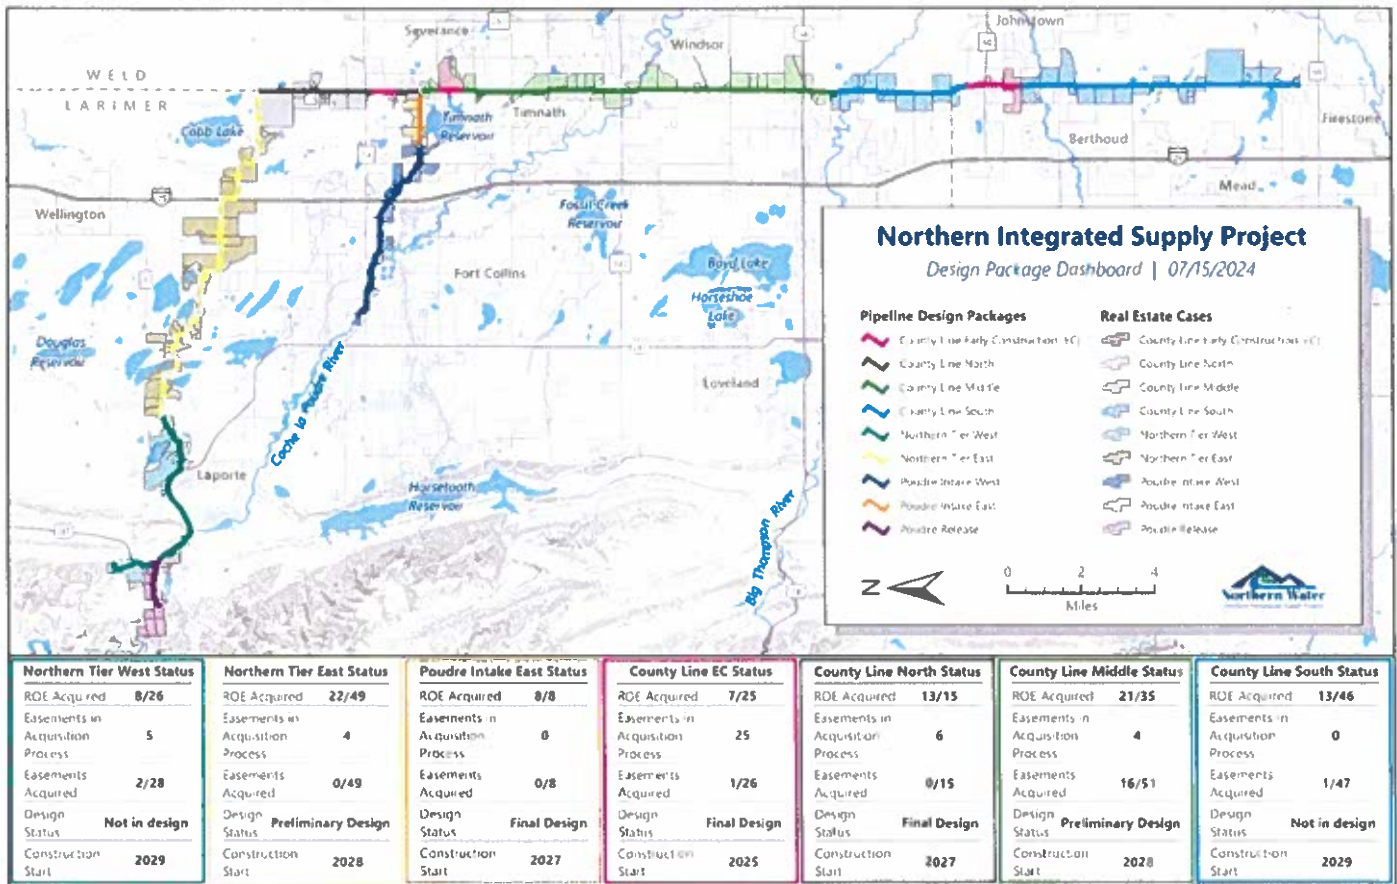 Severance
Windsor
Johnstown
WELD
LARIMER
Cobb Lake
Timnath
Reservoir
Timnath
Firestone
Berthoud
Mead
Wellington
Fossil Creek
Reservoir
Fort Collins
Boyd Lake
Horseshoe
Lake
Douglas
Reservoir
Loveland
Cache la Poudre River
Laporte
Horsetooth
Reservoir
Big Thompson River
Northern Integrated Supply Project
Design Package Dashboard | 07/15/2024
Pipeline Design Packages
County Line Early Construction (EC)
County Line North
County Line Middle
County Line South
Northern Tier West
Northern Tier East
Poudre Intake West
Poudre Intake East
Poudre Release
Real Estate Cases
County Line Early Construction (EC)
County Line North
County Line Middle
County Line South
Northern Tier West
Northern Tier East
Poudre Intake West
Poudre Intake East
Poudre Release
Z
0 2 4
Miles
Northern Water
Northern Tier West Status
ROE Acquired 8/26
Easements in
Acquisition 5
Process
Easements
Acquired 2/28
Design
Status Not in design
Construction
Start 2029
Northern Tier East Status
ROE Acquired 22/49
Easements in
Acquisition 4
Process
Easements
Acquired 0/49
Design
Status Preliminary Design
Construction
Start 2028
Poudre Intake East Status
ROE Acquired 8/8
Easements in
Acquisition 0
Process
Easements
Acquired 0/8
Design
Status Final Design
Construction
Start 2027
County Line EC Status
ROE Acquired 7/25
Easements in
Acquisition 25
Process
Easements
Acquired 1/26
Design
Status Final Design
Construction
Start 2025
County Line North Status
ROE Acquired 13/15
Easements in
Acquisition 6
Process
Easements
Acquired 0/15
Design
Status Final Design
Construction
Start 2027
County Line Middle Status
ROE Acquired 21/35
Easements in
Acquisition 4
Process
Easements
Acquired 16/51
Design
Status Preliminary Design
Construction
Start 2028
County Line South Status
ROE Acquired 13/46
Easements in
Acquisition 0
Process
Easements
Acquired 1/47
Design
Status Not in design
Construction
Start 2029